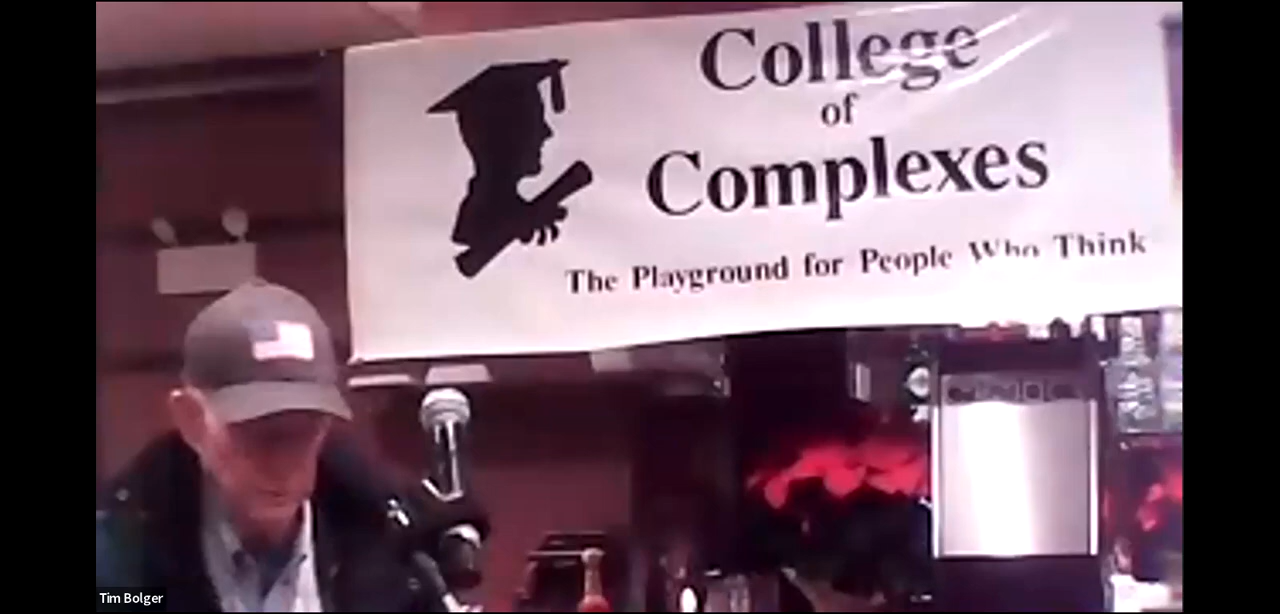 College
of
Complexes
The Playground for People Who Think
Tim Bolger